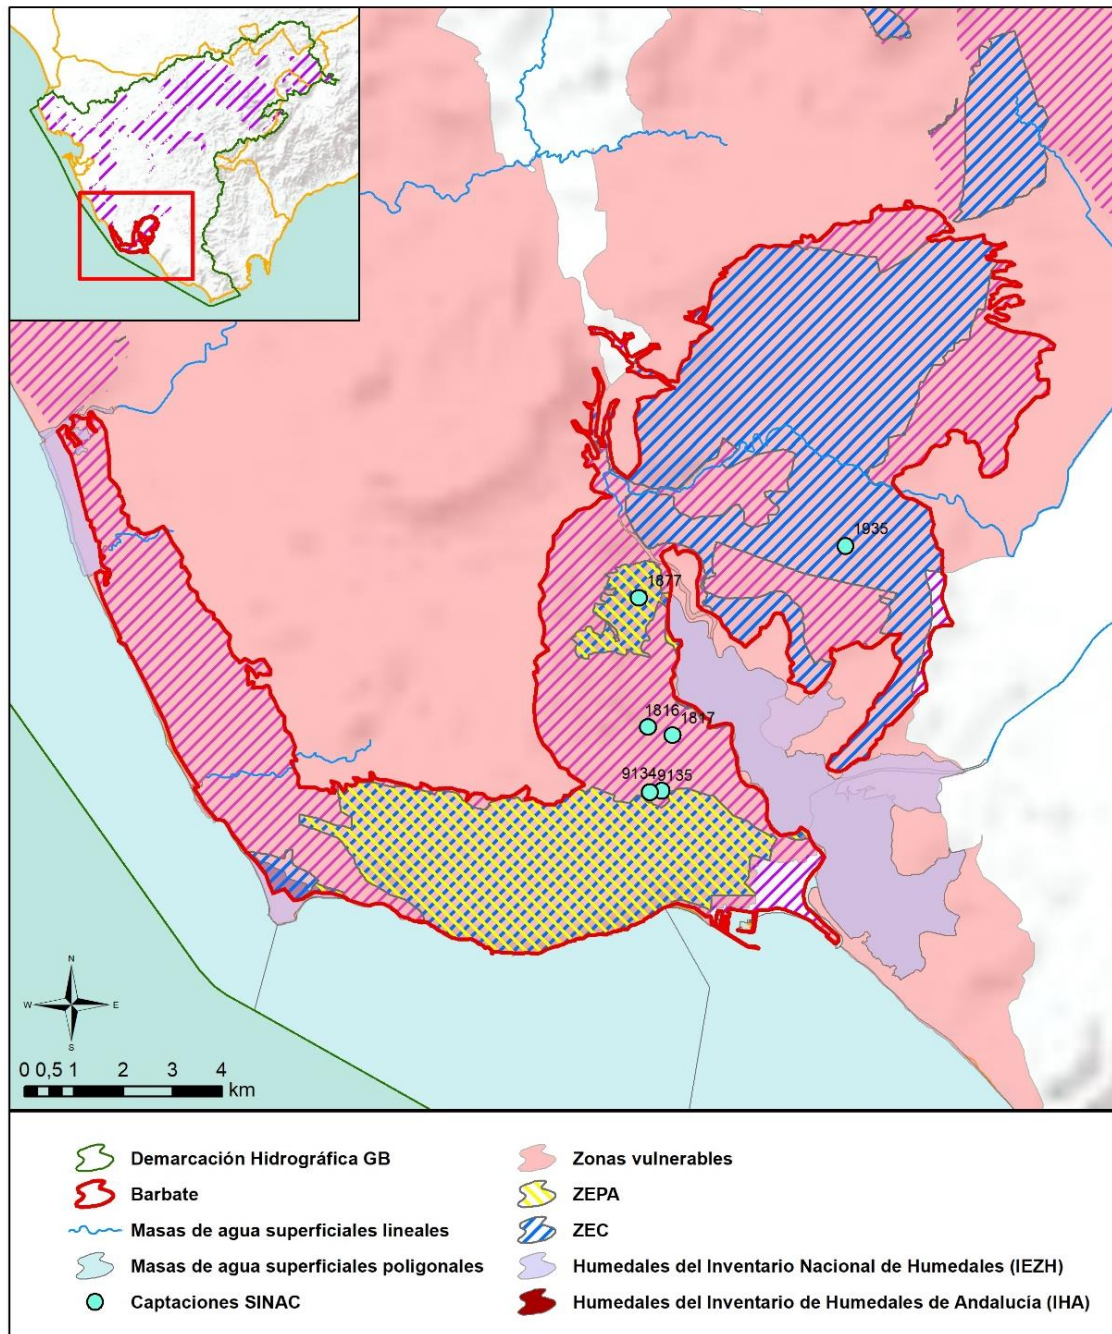 1935
1877
1816
1817
9134
9135
N
W E
S
0 0,5 1 2 3 4
km
Demarcación Hidrográfica GB
Barbate
Masas de agua superficiales lineales
Masas de agua superficiales poligonales
Captaciones SINAC
Zonas vulnerables
ZEPA
ZEC
Humedales del Inventario Nacional de Humedales (IEZH)
Humedales del Inventario de Humedales de Andalucía (IHA)